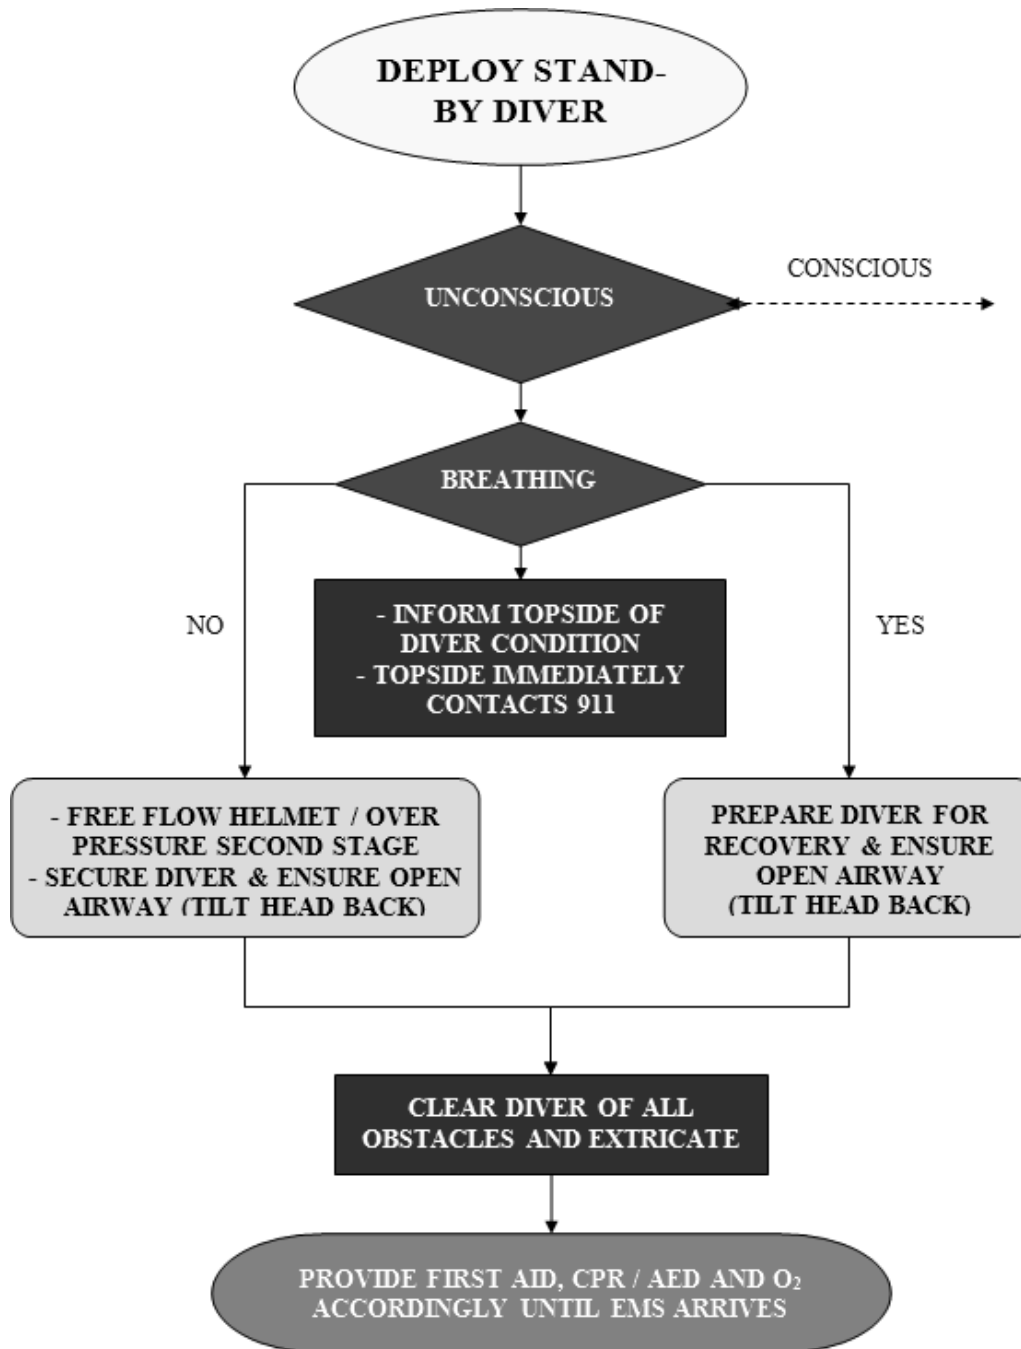 DEPLOY STAND-
BY DIVER
CONSCIOUS
UNCONSCIOUS
BREATHING
NO
YES
- INFORM TOPSIDE OF
DIVER CONDITION
- TOPSIDE IMMEDIATELY
CONTACTS 911
- FREE FLOW HELMET / OVER
PRESSURE SECOND STAGE
- SECURE DIVER & ENSURE OPEN
AIRWAY (TILT HEAD BACK)
PREPARE DIVER FOR
RECOVERY & ENSURE
OPEN AIRWAY
(TILT HEAD BACK)
CLEAR DIVER OF ALL
OBSTACLES AND EXTRICATE
PROVIDE FIRST AID, CPR / AED AND O₂
ACCORDINGLY UNTIL EMS ARRIVES